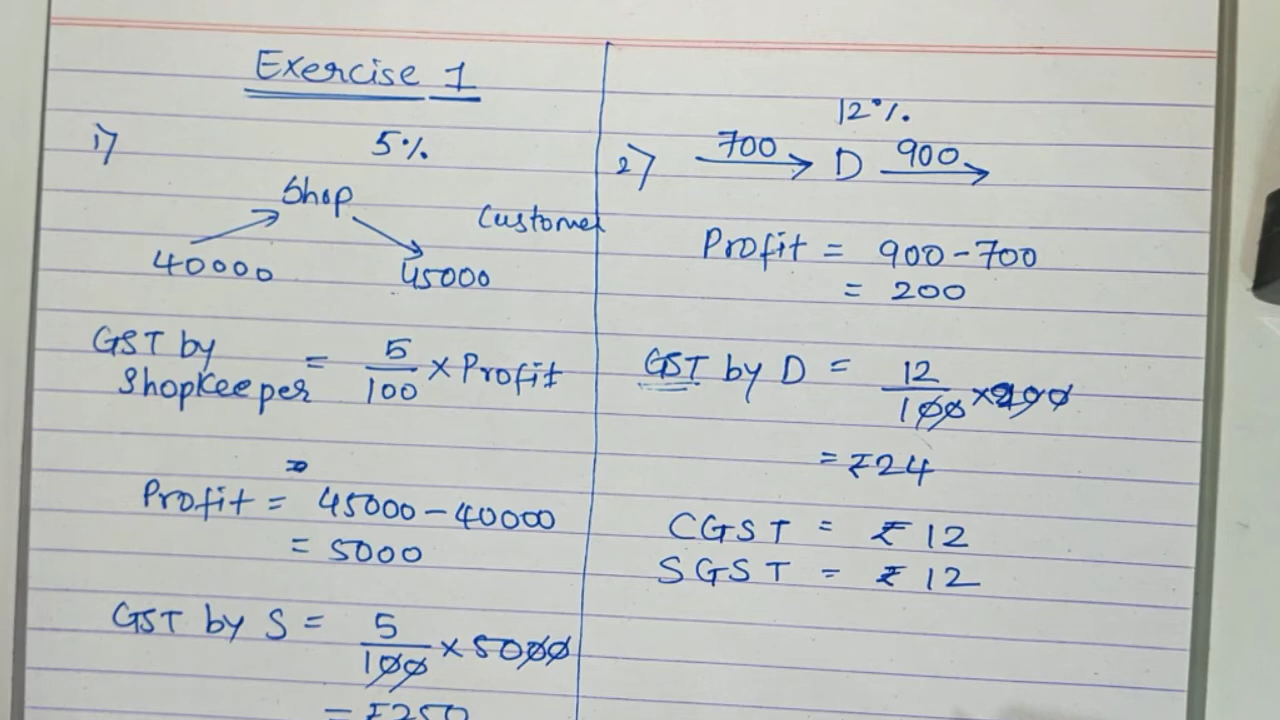 Exercise 1
1)
5%
Shop
Customer
40000
45000
GST by Shopkeeper = 5/100 × Profit
Profit = 45000 - 40000
= 5000
GST by S = 5/100 × 5000
= ₹250
12%
2) 700 D 900
Profit = 900 - 700
= 200
GST by D = 12/100 × 200
= ₹24
CGST = ₹12
SGST = ₹12